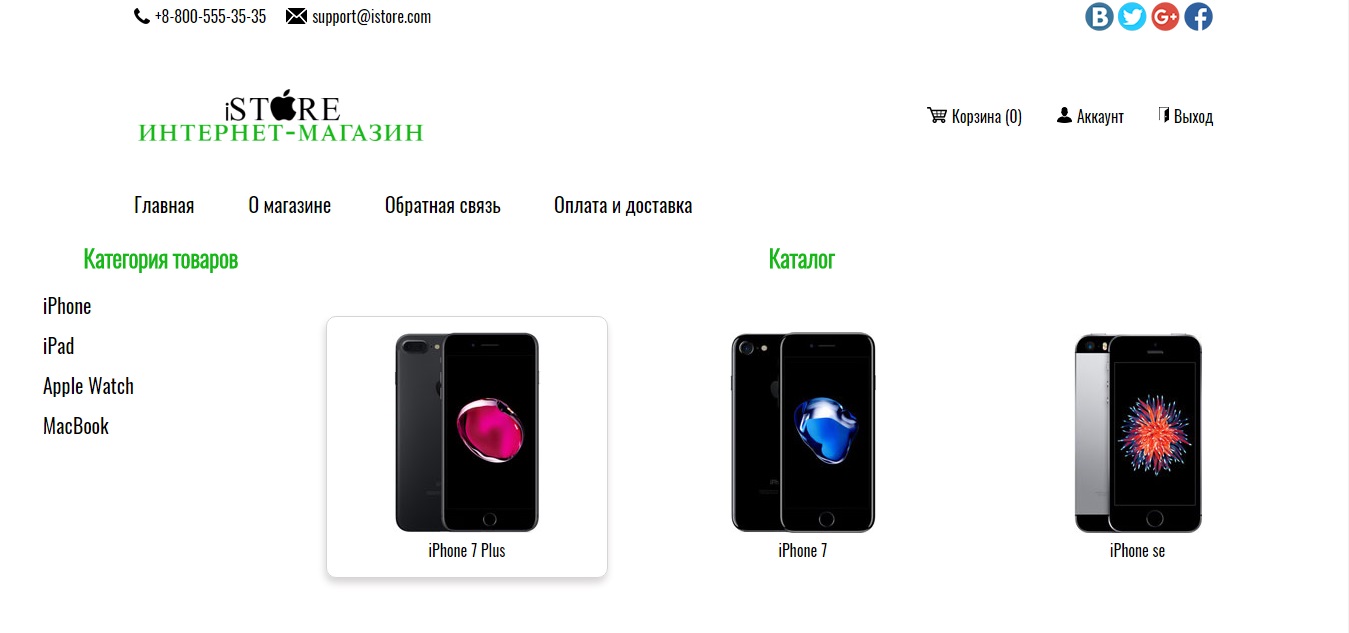 +8-800-555-35-35 support@istore.com
iSTORE
ИНТЕРНЕТ-МАГАЗИН
Корзина (0) Аккаунт Выход
Главная О магазине Обратная связь Оплата и доставка
Категория товаров
iPhone
iPad
Apple Watch
MacBook
Каталог
iPhone 7 Plus iPhone 7 iPhone se